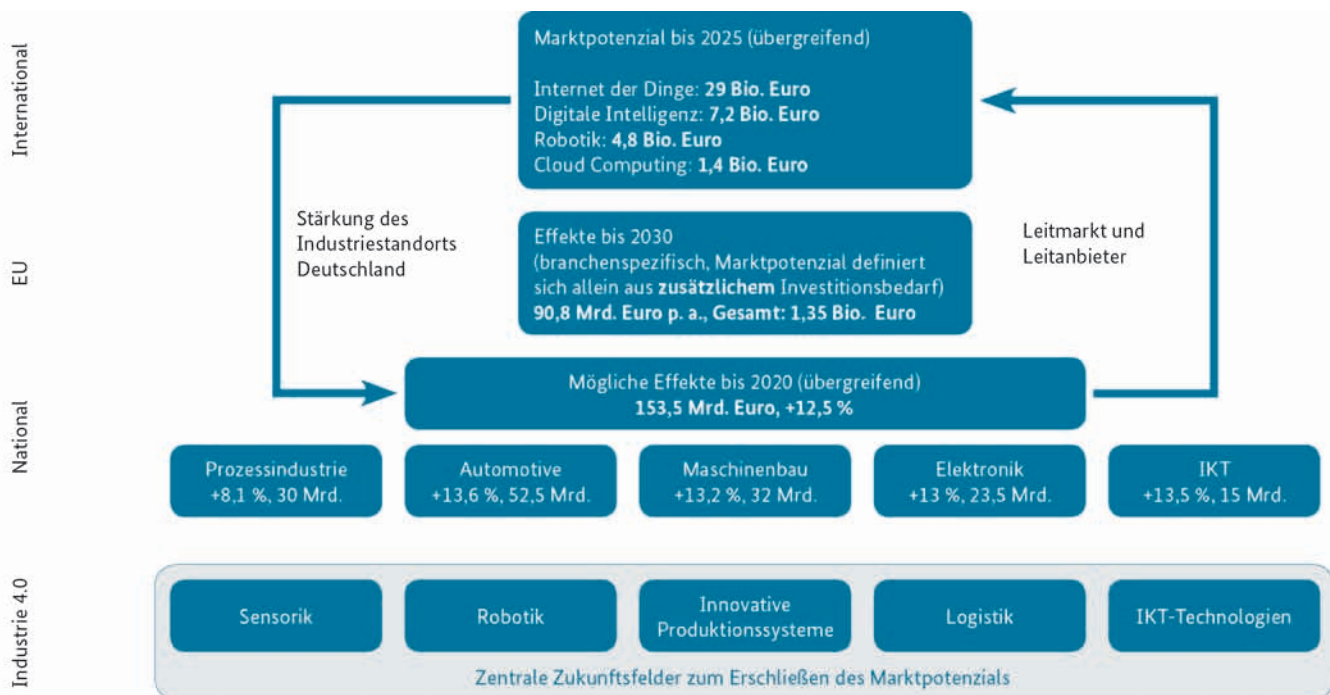 International
Marktpotenzial bis 2025 (übergreifend)
Internet der Dinge: 29 Bio. Euro
Digitale Intelligenz: 7,2 Bio. Euro
Robotik: 4,8 Bio. Euro
Cloud Computing: 1,4 Bio. Euro
Stärkung des
Industriestandorts
Deutschland
Leitmarkt und
Leitanbieter
EU
Effekte bis 2030
(branchenspezifisch, Marktpotenzial definiert
sich allein aus zusätzlichem Investitionsbedarf)
90,8 Mrd. Euro p. a., Gesamt: 1,35 Bio. Euro
National
Mögliche Effekte bis 2020 (übergreifend)
153,5 Mrd. Euro, +12,5 %
Prozessindustrie
+8,1 %, 30 Mrd.
Automotive
+13,6 %, 52,5 Mrd.
Maschinenbau
+13,2 %, 32 Mrd.
Elektronik
+13 %, 23,5 Mrd.
IKT
+13,5 %, 15 Mrd.
Industrie 4.0
Sensorik
Robotik
Innovative
Produktionssysteme
Logistik
IKT-Technologien
Zentrale Zukunftsfelder zum Erschließen des Marktpotenzials